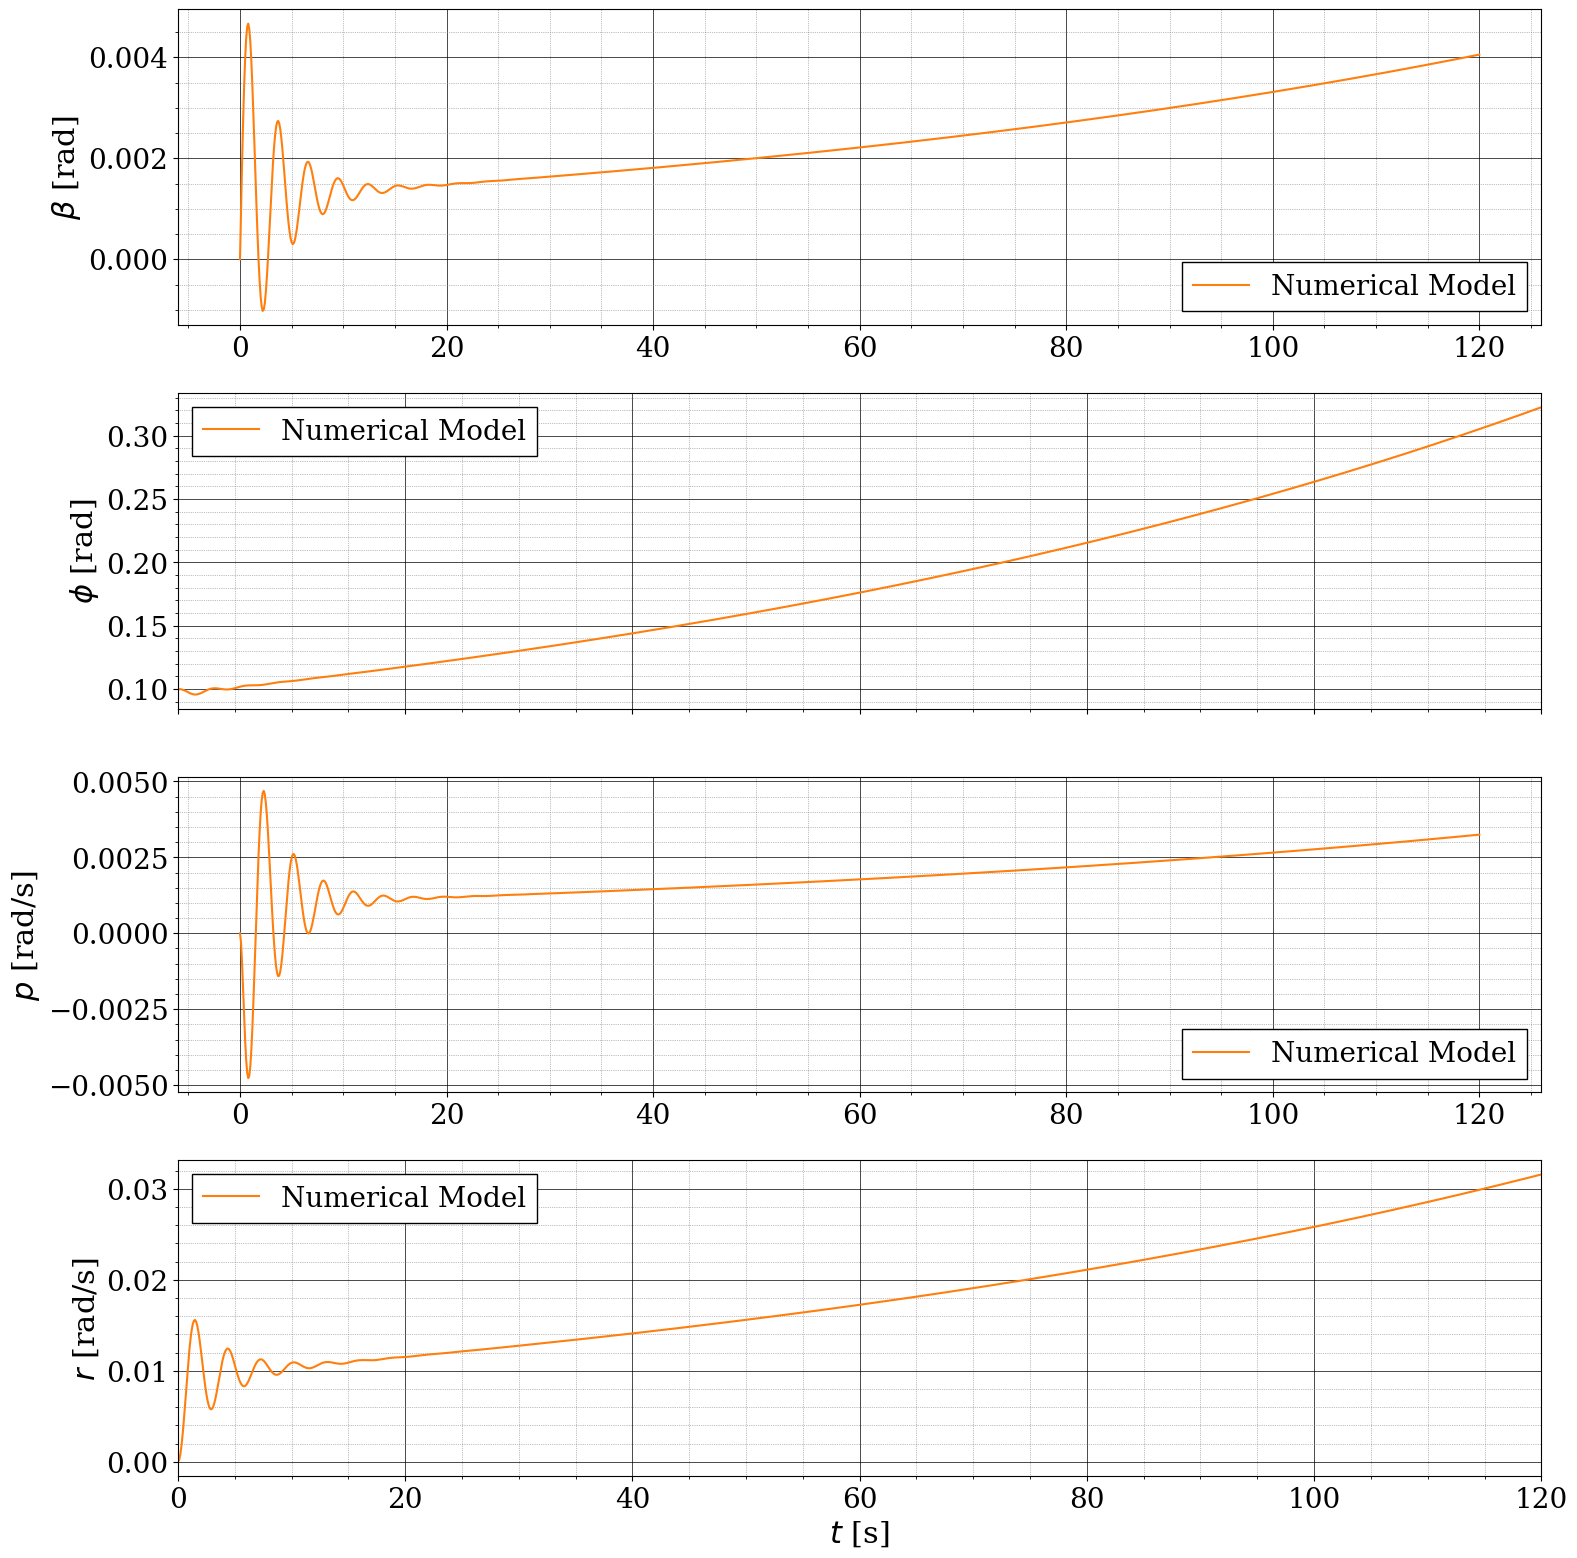 0.004
0.002
0.000
β [rad]
Numerical Model
0 20 40 60 80 100 120
Numerical Model
0.30
0.25
0.20
0.15
0.10
ϕ [rad]
0.0050
0.0025
0.0000
−0.0025
−0.0050
p [rad/s]
Numerical Model
0 20 40 60 80 100 120
Numerical Model
0.03
0.02
0.01
0.00
r [rad/s]
0 20 40 60 80 100 120
t [s]